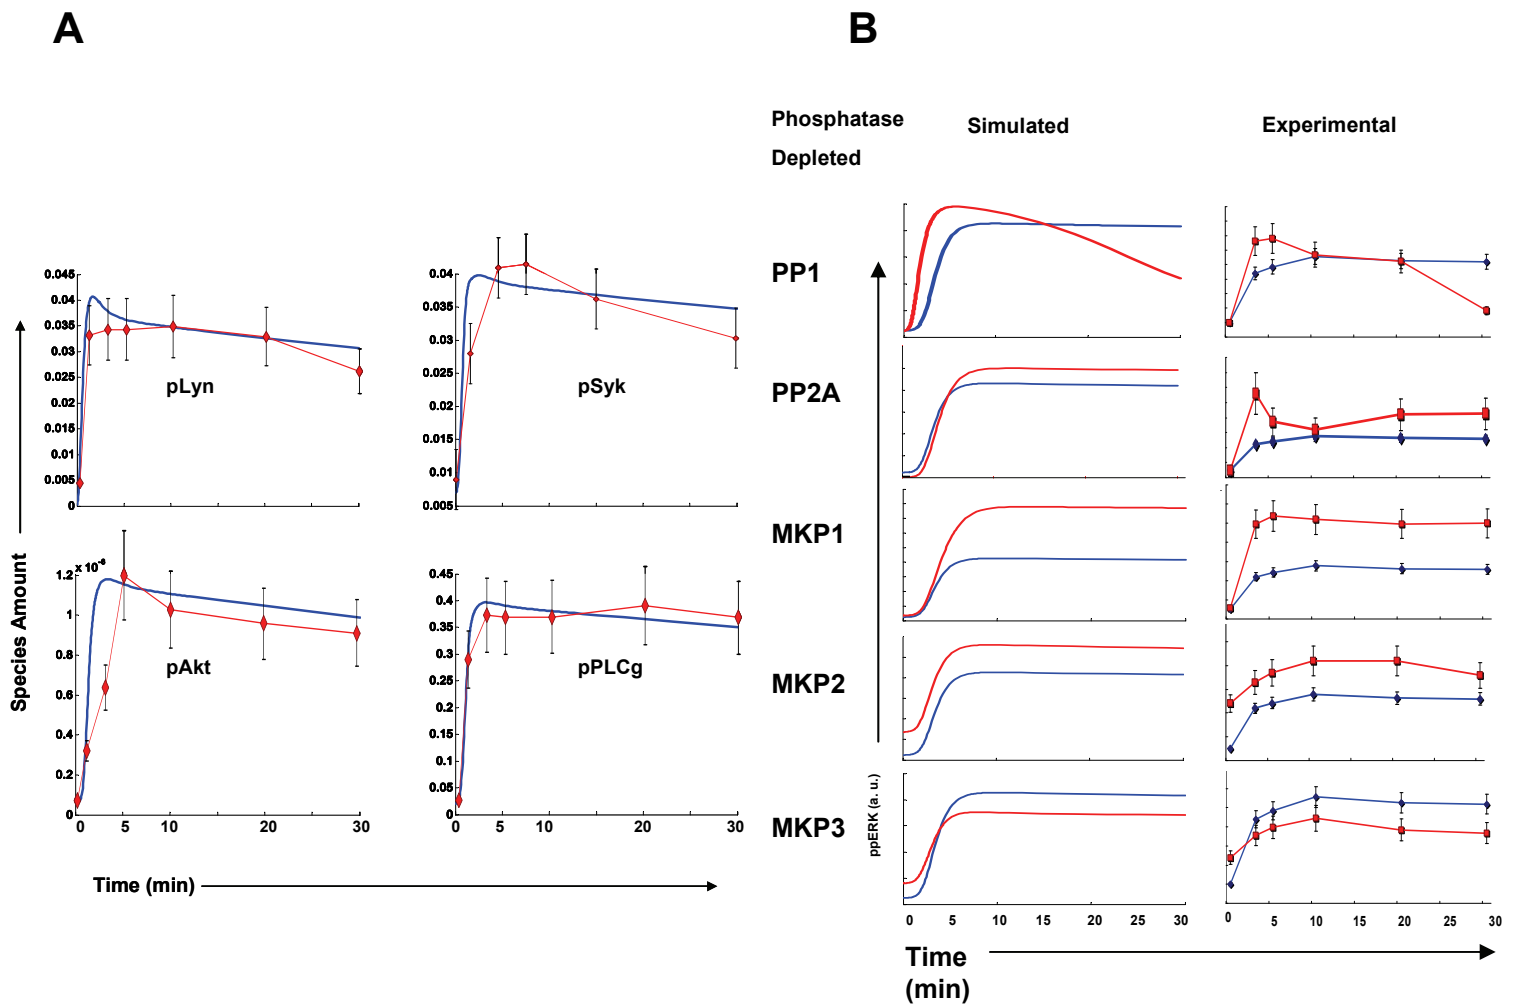 A
B
Phosphatase
Depleted
Simulated
Experimental
0.045
0.04
0.035
0.03
0.025
0.02
0.015
0.01
0.005
0
pLyn
0.04
0.035
0.03
0.025
0.02
0.015
0.01
0.005
pSyk
Species Amount
x 10⁻⁶
1.2
1
0.8
0.6
0.4
0.2
0
0 5 10 20 30
pAkt
0.45
0.4
0.35
0.3
0.25
0.2
0.15
0.1
0.05
0
0 5 10 20 30
pPLCg
Time (min)
PP1
PP2A
MKP1
MKP2
MKP3
ppERK (a. u.)
0 5 10 15 20 25 30
0 5 10 15 20 25 30
Time
(min)